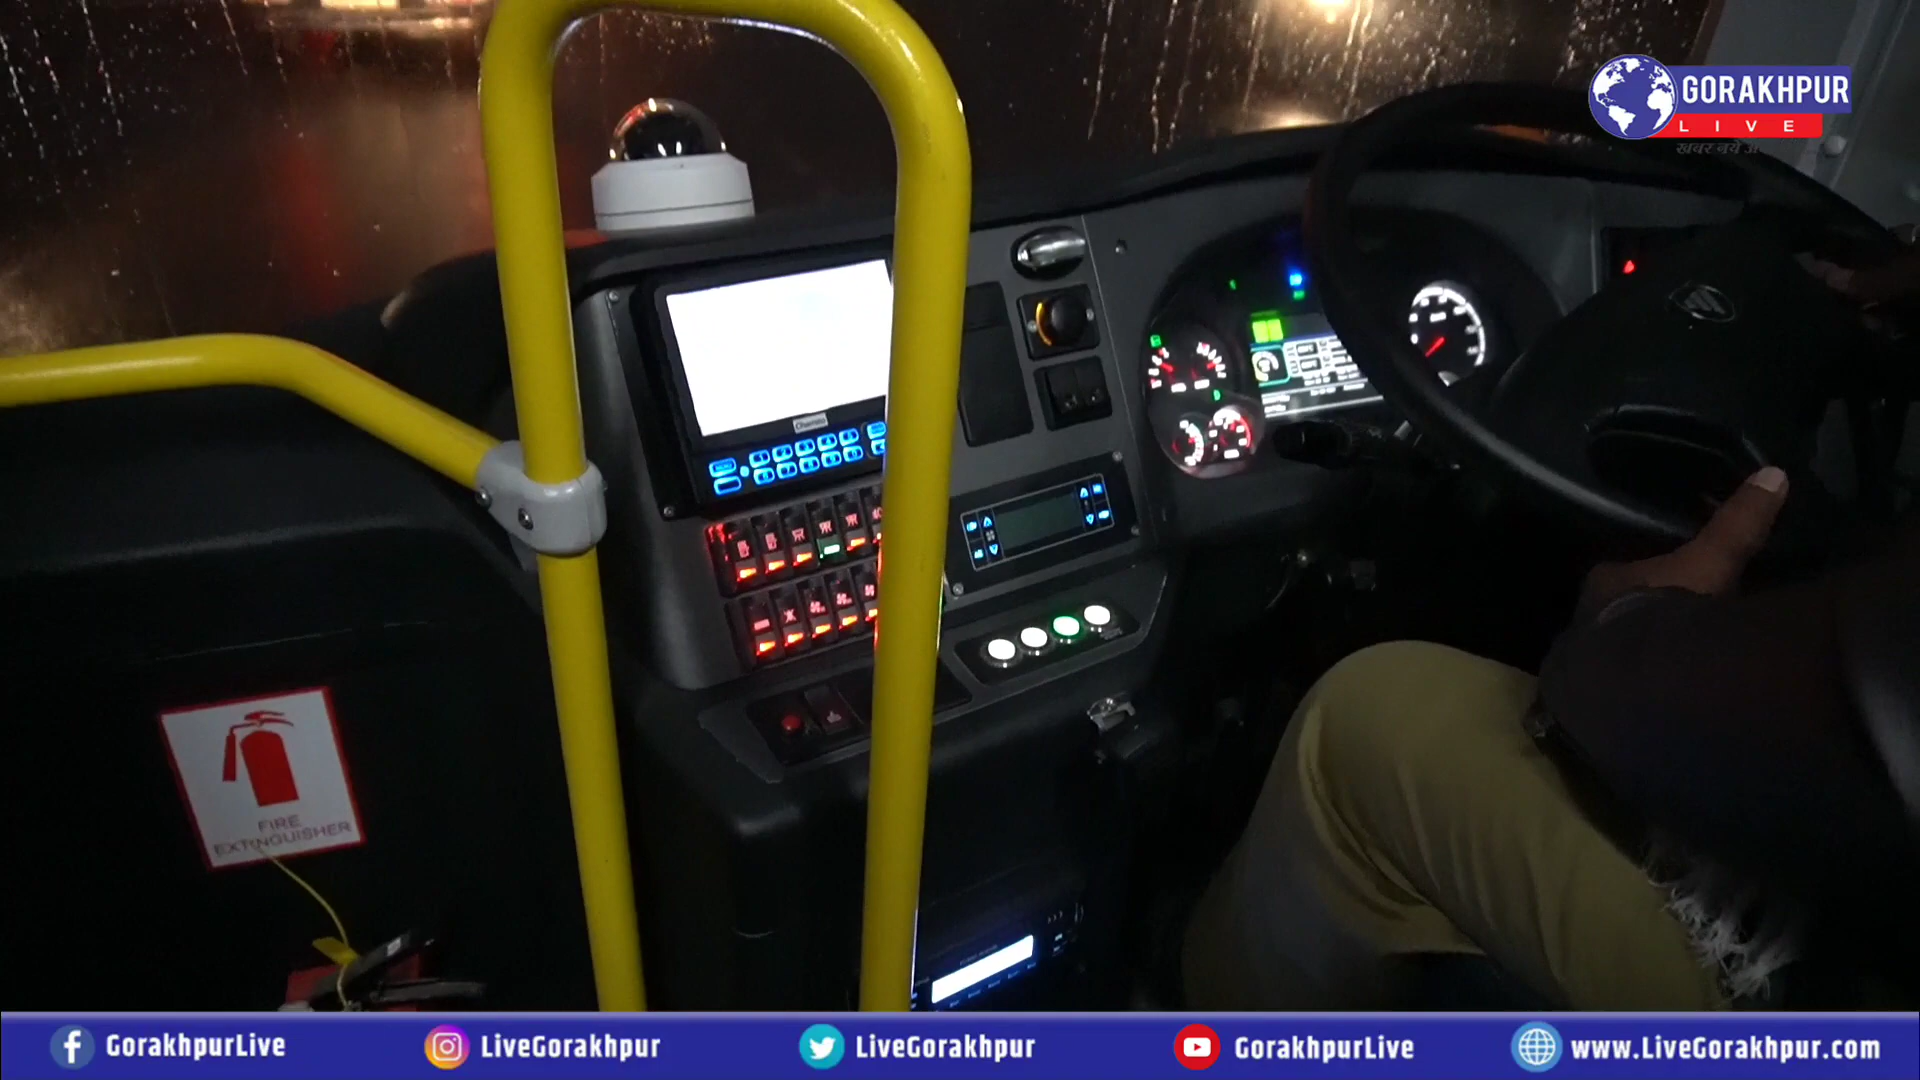 GORAKHPUR
LIVE
FIRE
EXTINGUISHER
GorakhpurLive
LiveGorakhpur
LiveGorakhpur
GorakhpurLive
www.LiveGorakhpur.com